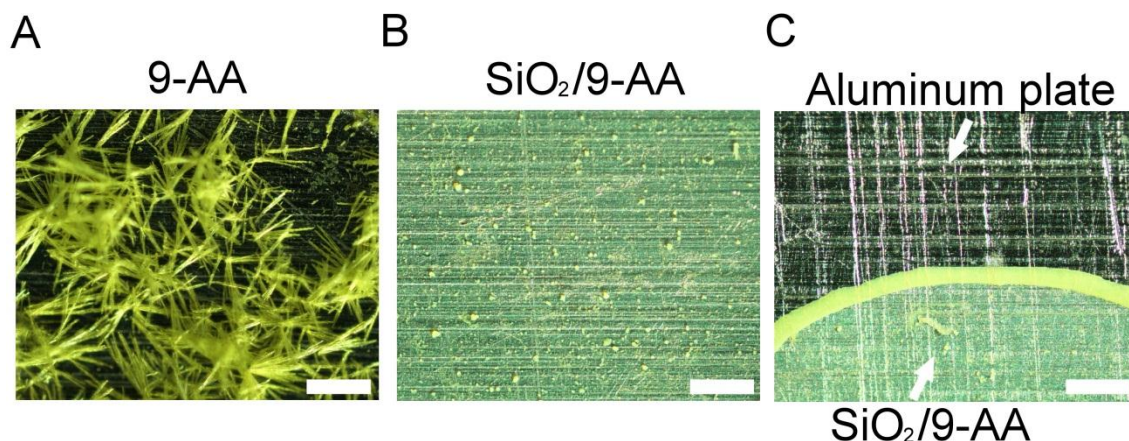 A
9-AA
B
SiO₂/9-AA
C
Aluminum plate
SiO₂/9-AA